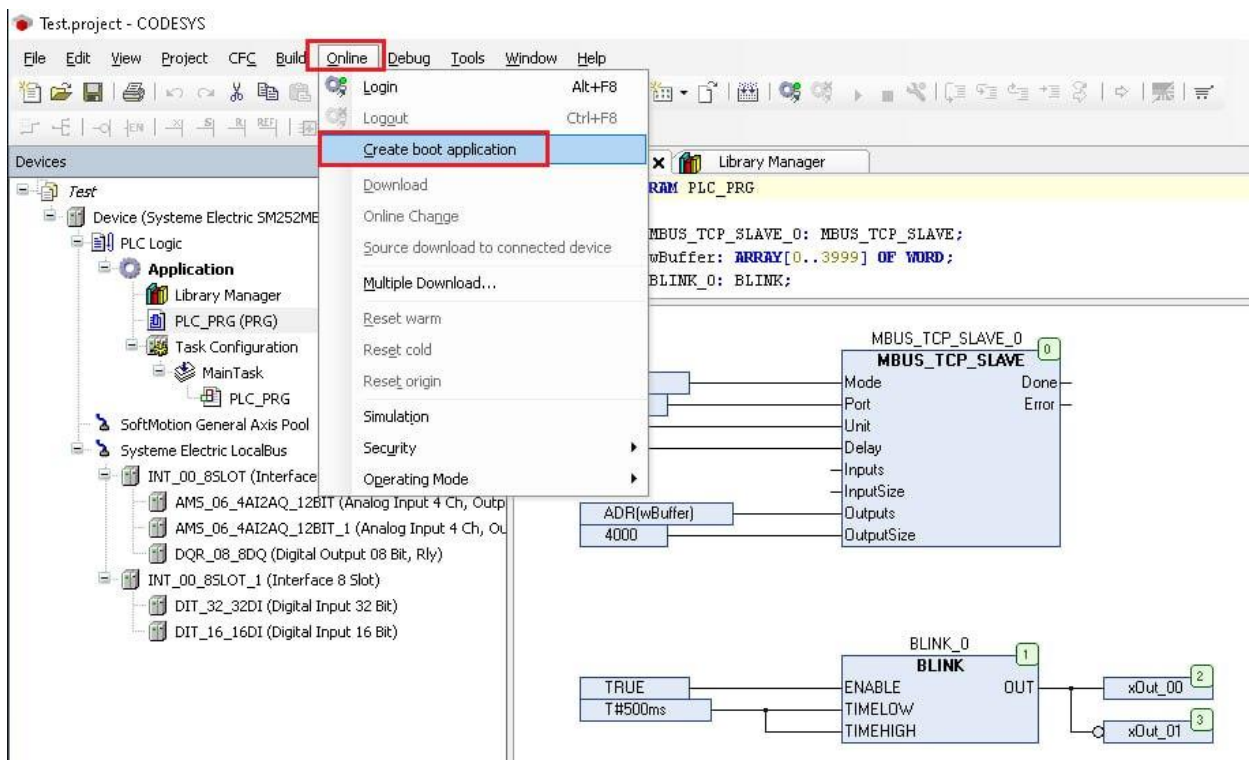 Test.project - CODESYS
File Edit View Project CFC Build Online Debug Tools Window Help
Login Alt+F8
Logout Ctrl+F8
Create boot application
Download
Online Change
Source download to connected device
Multiple Download...
Reset warm
Reset cold
Reset origin
Simulation
Security
Operating Mode
Devices
Test
Device (Systeme Electric SM252ME
PLC Logic
Application
Library Manager
PLC_PRG (PRG)
Task Configuration
MainTask
PLC_PRG
SoftMotion General Axis Pool
Systeme Electric LocalBus
INT_00_8SLOT (Interface
AMS_06_4AI2AQ_12BIT (Analog Input 4 Ch, Outp
AMS_06_4AI2AQ_12BIT_1 (Analog Input 4 Ch, Ou
DQR_08_8DQ (Digital Output 08 Bit, Rly)
INT_00_8SLOT_1 (Interface 8 Slot)
DIT_32_32DI (Digital Input 32 Bit)
DIT_16_16DI (Digital Input 16 Bit)
Library Manager
RAM PLC_PRG
MBUS_TCP_SLAVE_0: MBUS_TCP_SLAVE;
wBuffer: ARRAY[0..3999] OF WORD;
BLINK_0: BLINK;
MBUS_TCP_SLAVE_0
0
MBUS_TCP_SLAVE
Mode Done
Port Error
Unit
Delay
Inputs
InputSize
ADR(wBuffer) Outputs
4000 OutputSize
BLINK_0
1
BLINK
TRUE ENABLE OUT xOut_00 2
T#500ms TIMELOW
TIMEHIGH xOut_01 3